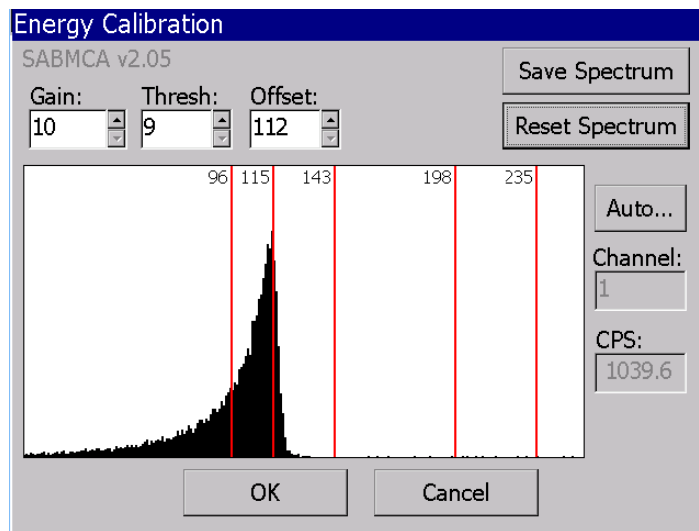 Energy Calibration
SABMCA v2.05
Save Spectrum
Gain: Thresh: Offset:
10 9 112
Reset Spectrum
96 115 143 198 235
Auto...
Channel:
1
CPS:
1039.6
OK Cancel